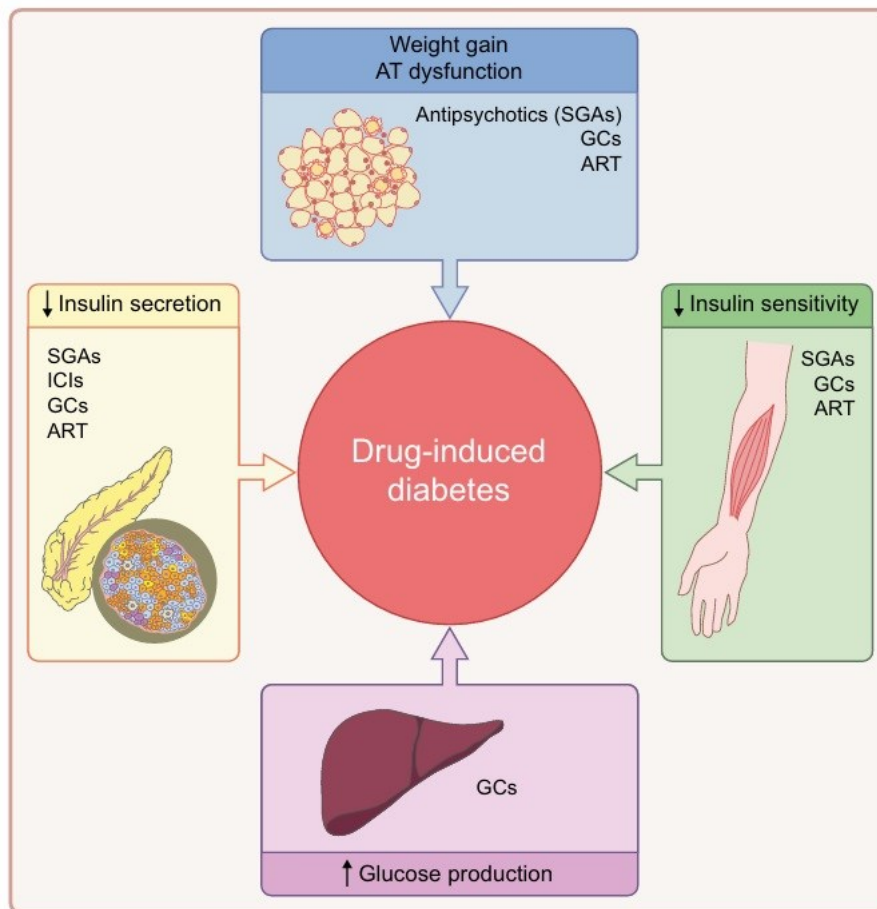 Weight gain
AT dysfunction
Antipsychotics (SGAs)
GCs
ART
↓ Insulin secretion
SGAs
ICIs
GCs
ART
Drug-induced
diabetes
↓ Insulin sensitivity
SGAs
GCs
ART
GCs
↑ Glucose production